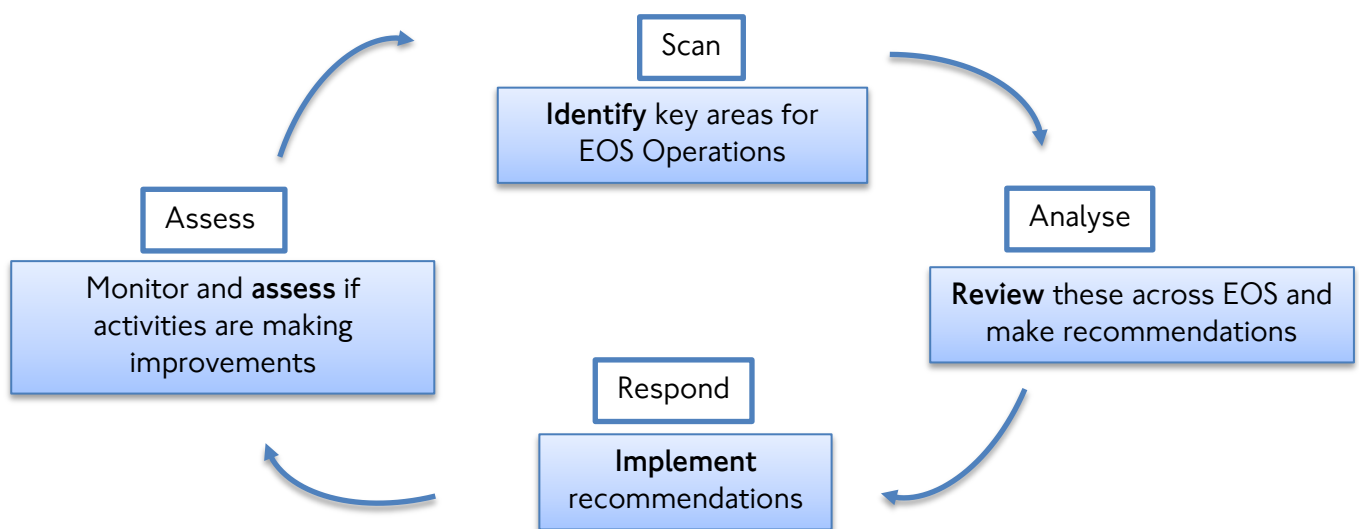 Scan
Identify key areas for
EOS Operations
Analyse
Review these across EOS and
make recommendations
Respond
Implement
recommendations
Assess
Monitor and assess if
activities are making
improvements